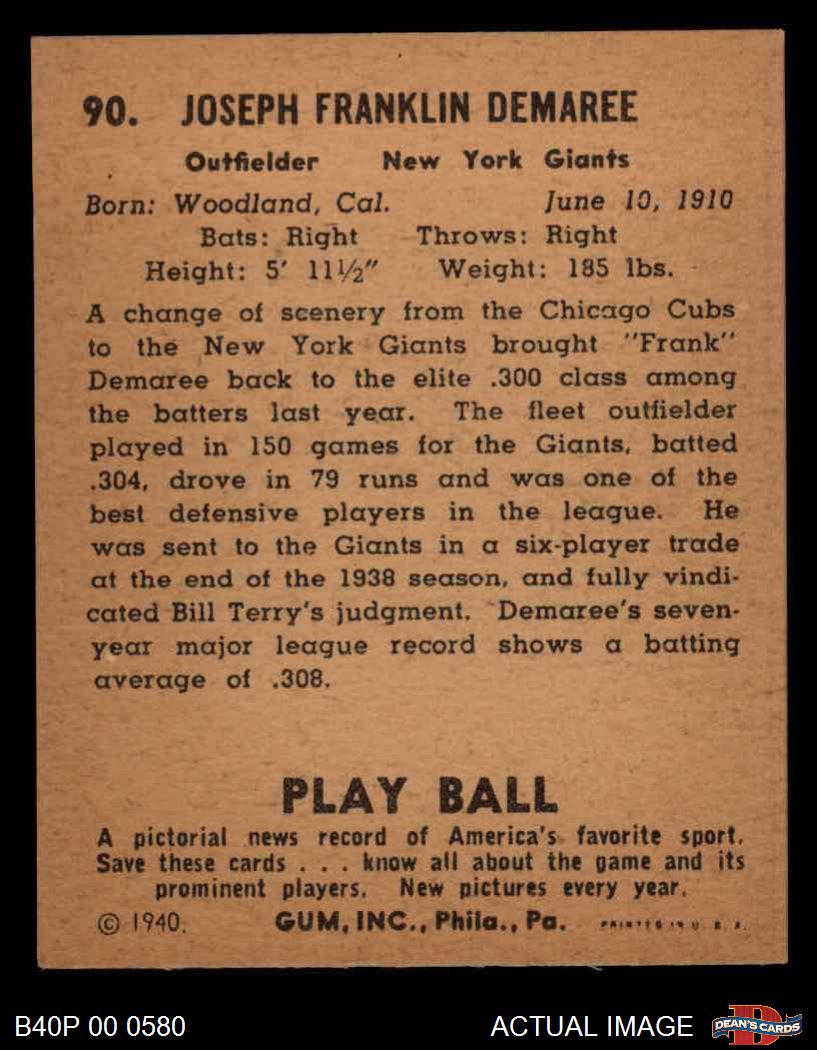 90. JOSEPH FRANKLIN DEMAREE
Outfielder New York Giants
Born: Woodland, Cal. June 10, 1910
Bats: Right Throws: Right
Height: 5' 11½" Weight: 185 lbs.
A change of scenery from the Chicago Cubs
to the New York Giants brought "Frank"
Demaree back to the elite .300 class among
the batters last year. The fleet outfielder
played in 150 games for the Giants, batted
.304, drove in 79 runs and was one of the
best defensive players in the league. He
was sent to the Giants in a six-player trade
at the end of the 1938 season, and fully vindi-
cated Bill Terry's judgment. Demaree's seven-
year major league record shows a batting
average of .308.
PLAY BALL
A pictorial news record of America's favorite sport.
Save these cards . . . know all about the game and its
prominent players. New pictures every year.
© 1940. GUM, INC., Phila., Pa. PRINTED IN U. S. A.
B40P 00 0580 ACTUAL IMAGE DEAN'S CARDS